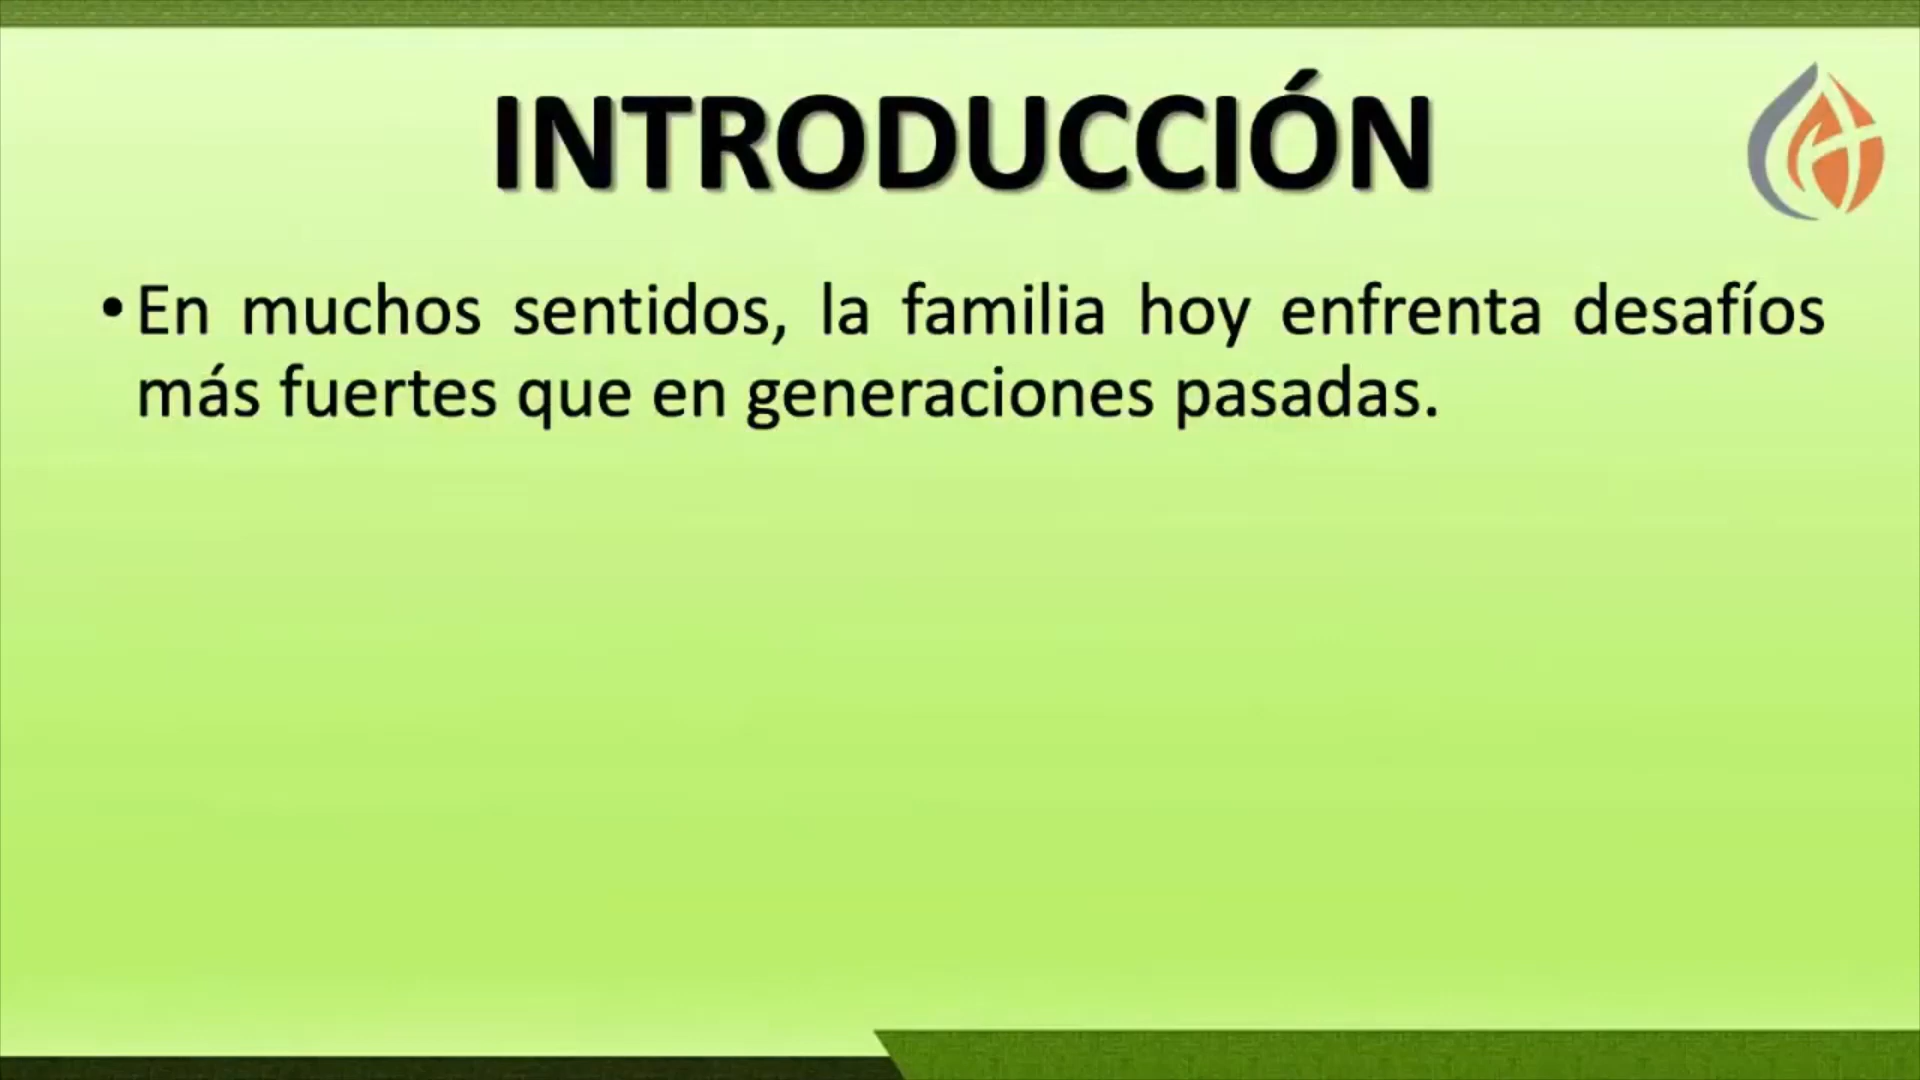 INTRODUCCIÓN
• En muchos sentidos, la familia hoy enfrenta desafíos
más fuertes que en generaciones pasadas.